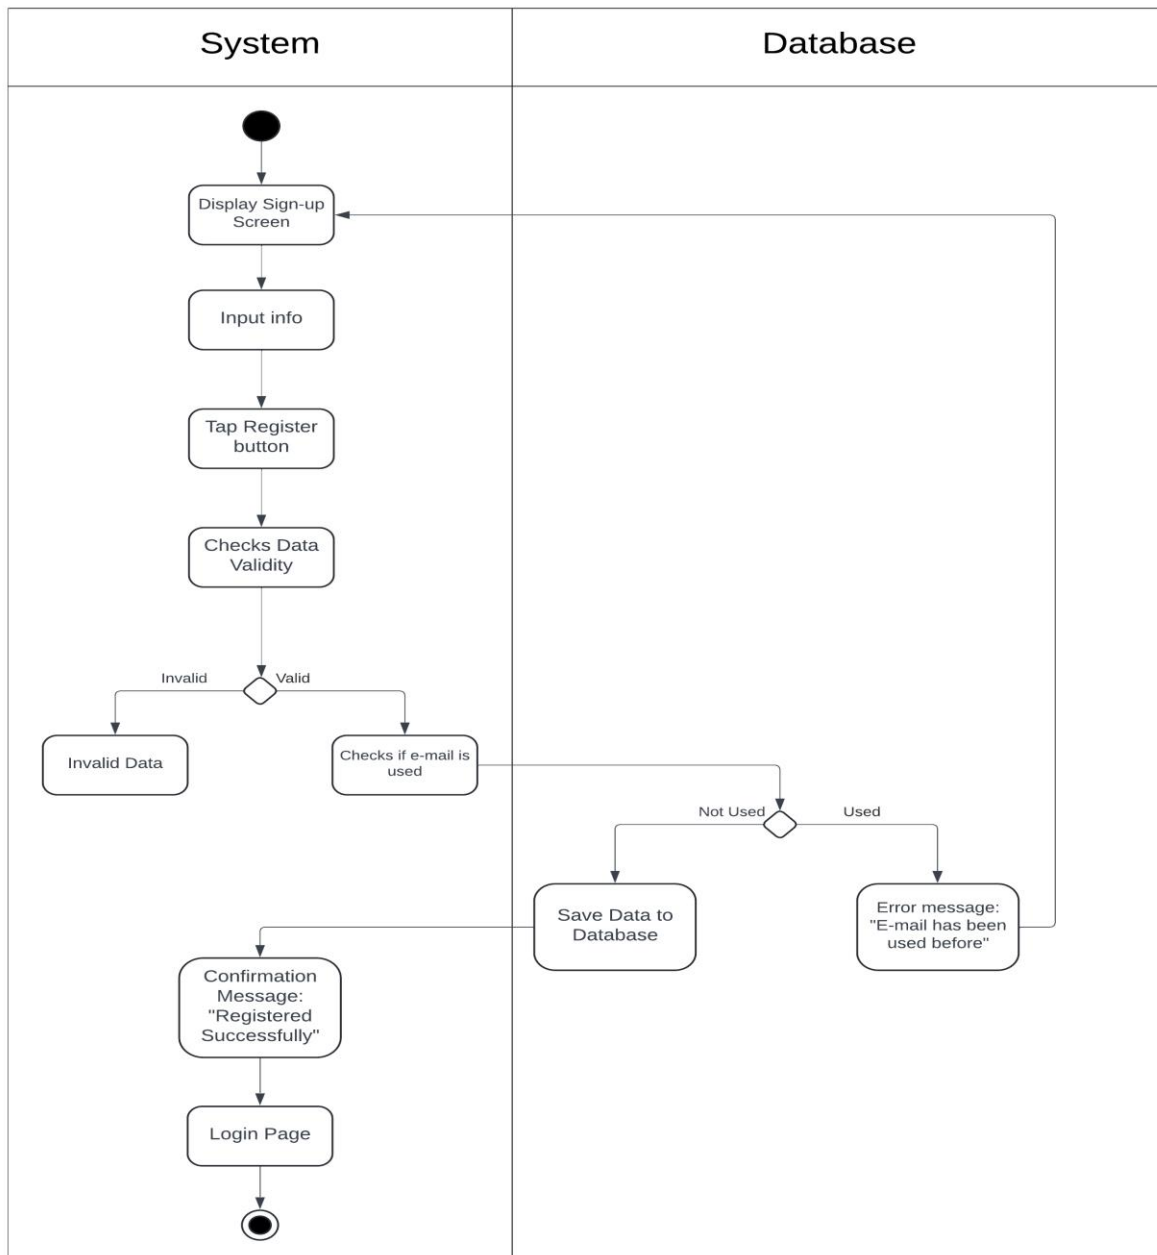 System
Database
Display Sign-up
Screen
Input info
Tap Register
button
Checks Data
Validity
Invalid
Valid
Invalid Data
Checks if e-mail is
used
Not Used
Used
Save Data to
Database
Error message:
"E-mail has been
used before"
Confirmation
Message:
"Registered
Successfully"
Login Page